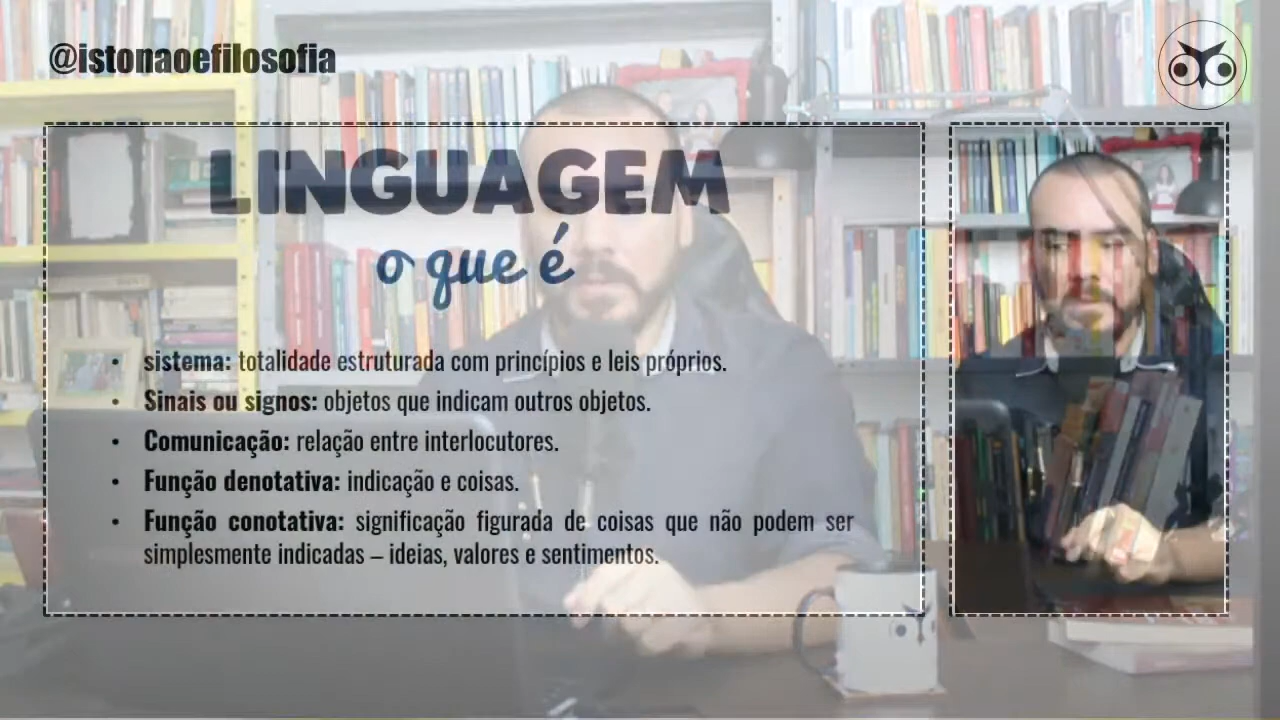 @istonaoefilosofia
LINGUAGEM
o que é
• sistema: totalidade estruturada com princípios e leis próprios.
• Sinais ou signos: objetos que indicam outros objetos.
• Comunicação: relação entre interlocutores.
• Função denotativa: indicação e coisas.
• Função conotativa: significação figurada de coisas que não podem ser
simplesmente indicadas – ideias, valores e sentimentos.